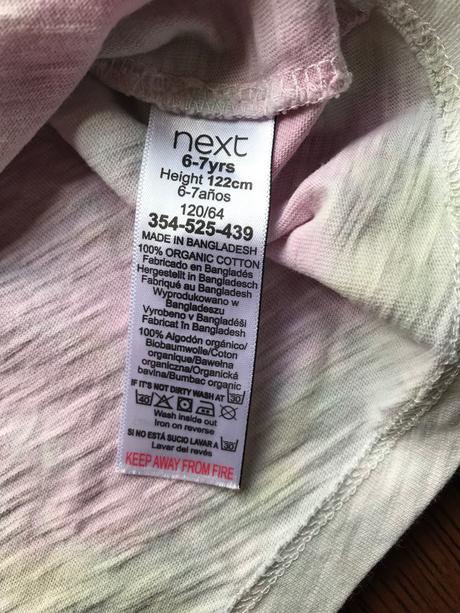 next
6-7yrs
Height 122cm
6-7años
120/64
354-525-439
MADE IN BANGLADESH
100% ORGANIC COTTON
Fabricado en Bangladés
Hergestellt in Bangladesch
Fabriqué au Bangladesh
Wyprodukowano w
Bangladeszu
Vyrobeno v Bangladéši
Fabricat în Bangladesh
100% Algodón orgánico/
Biobaumwolle/Coton
organique/Bawełna
organiczna/Organická
bavlna/Bumbac organic
IF IT'S NOT DIRTY WASH AT 30
40
Wash inside out
Iron on reverse
SI NO ESTÁ SUCIO LAVAR A 30
Lavar del revés
KEEP AWAY FROM FIRE